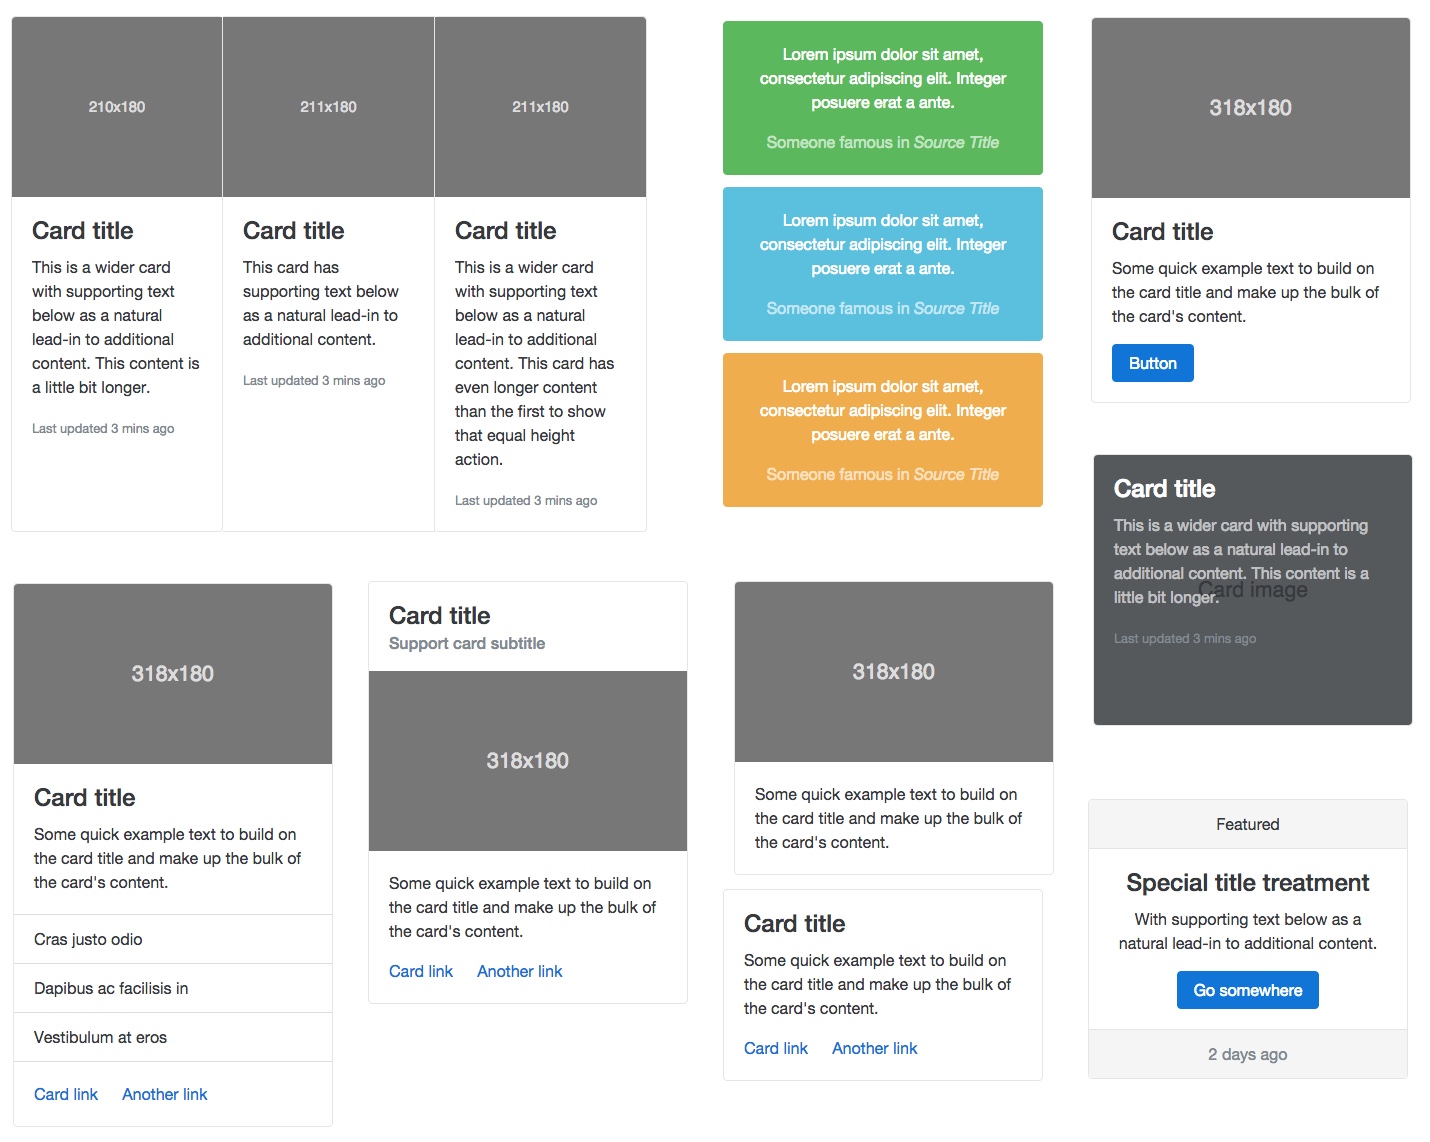 210x180
Card title
This is a wider card
with supporting text
below as a natural
lead-in to additional
content. This content is
a little bit longer.
Last updated 3 mins ago
211x180
Card title
This card has
supporting text below
as a natural lead-in to
additional content.
Last updated 3 mins ago
211x180
Card title
This is a wider card
with supporting text
below as a natural
lead-in to additional
content. This card has
even longer content
than the first to show
that equal height
action.
Last updated 3 mins ago
Lorem ipsum dolor sit amet,
consectetur adipiscing elit. Integer
posuere erat a ante.
Someone famous in Source Title
Lorem ipsum dolor sit amet,
consectetur adipiscing elit. Integer
posuere erat a ante.
Someone famous in Source Title
Lorem ipsum dolor sit amet,
consectetur adipiscing elit. Integer
posuere erat a ante.
Someone famous in Source Title
318x180
Card title
Some quick example text to build on
the card title and make up the bulk of
the card's content.
Button
Card title
This is a wider card with supporting
text below as a natural lead-in to
additional content. This content is a
little bit longer.
Card image
Last updated 3 mins ago
318x180
Card title
Some quick example text to build on
the card title and make up the bulk of
the card's content.
Cras justo odio
Dapibus ac facilisis in
Vestibulum at eros
Card link Another link
Card title
Support card subtitle
318x180
Some quick example text to build on
the card title and make up the bulk of
the card's content.
Card link Another link
318x180
Some quick example text to build on
the card title and make up the bulk of
the card's content.
Card title
Some quick example text to build on
the card title and make up the bulk of
the card's content.
Card link Another link
Featured
Special title treatment
With supporting text below as a
natural lead-in to additional content.
Go somewhere
2 days ago